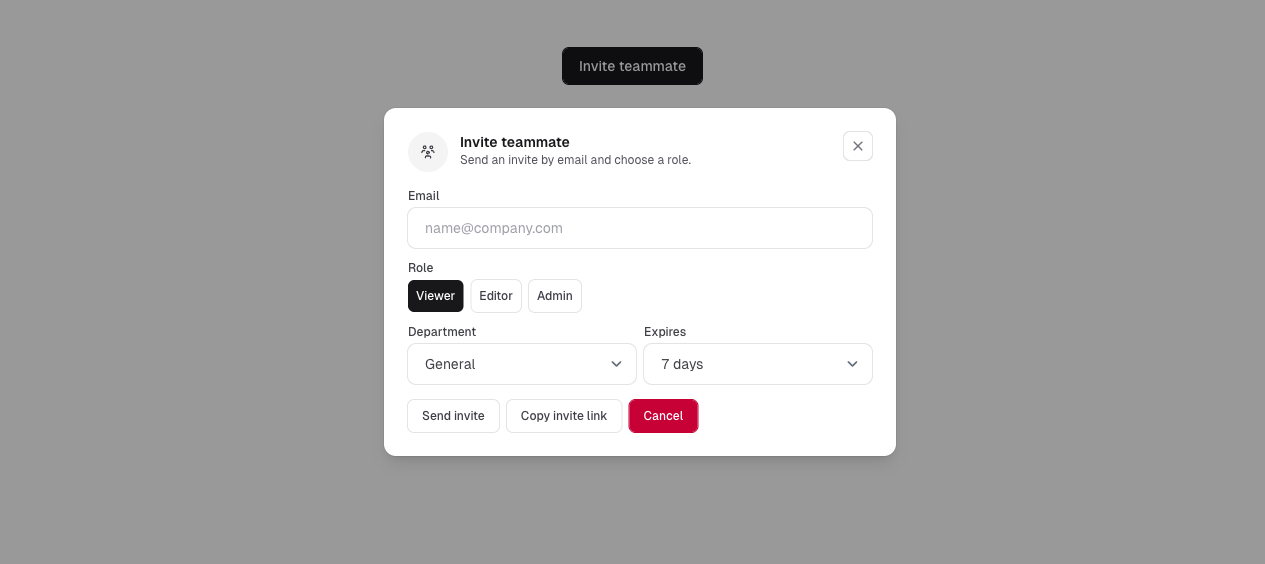 Invite teammate
Invite teammate
Send an invite by email and choose a role.
Email
name@company.com
Role
Viewer Editor Admin
Department Expires
General 7 days
Send invite Copy invite link Cancel